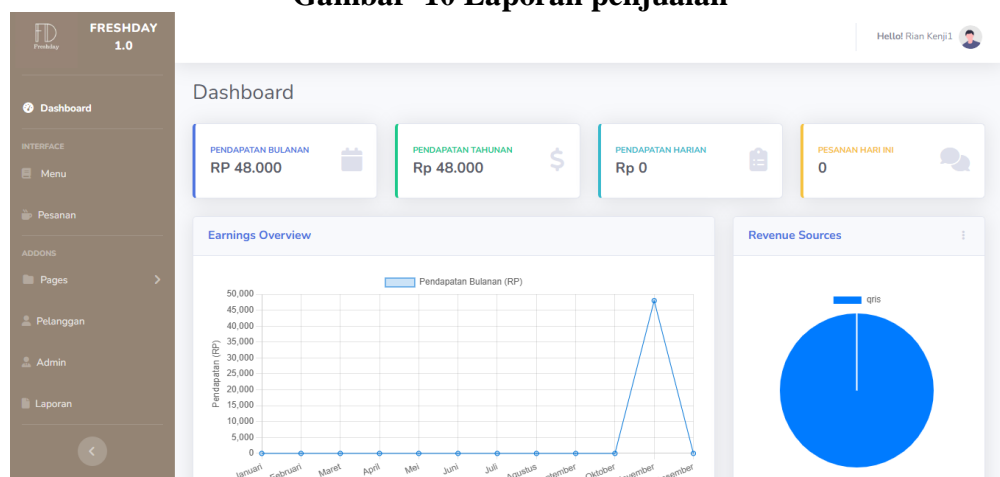 Gambar 10 Laporan penjualan
FD
Freshday
FRESHDAY
1.0
Hello! Rian Kenji1
Dashboard
INTERFACE
Menu
Pesanan
ADDONS
Pages
Pelanggan
Admin
Laporan
Dashboard
PENDAPATAN BULANAN
RP 48.000
PENDAPATAN TAHUNAN
Rp 48.000
PENDAPATAN HARIAN
Rp 0
PESANAN HARI INI
0
Earnings Overview
Pendapatan Bulanan (RP)
Pendapatan (RP)
50,000
45,000
40,000
35,000
30,000
25,000
20,000
15,000
10,000
5,000
0
Januari
Februari
Maret
April
Mei
Juni
Juli
Agustus
Oktober
Revenue Sources
qris